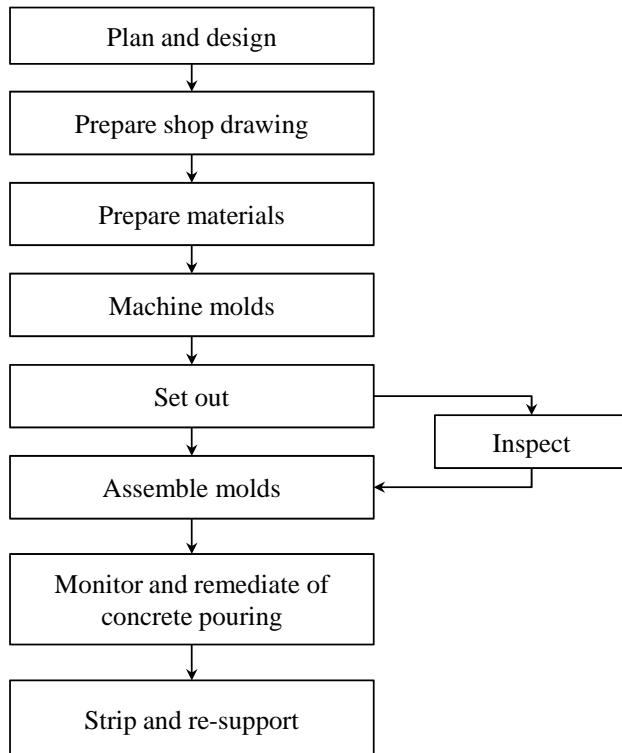 Plan and design
Prepare shop drawing
Prepare materials
Machine molds
Set out
Inspect
Assemble molds
Monitor and remediate of
concrete pouring
Strip and re-support